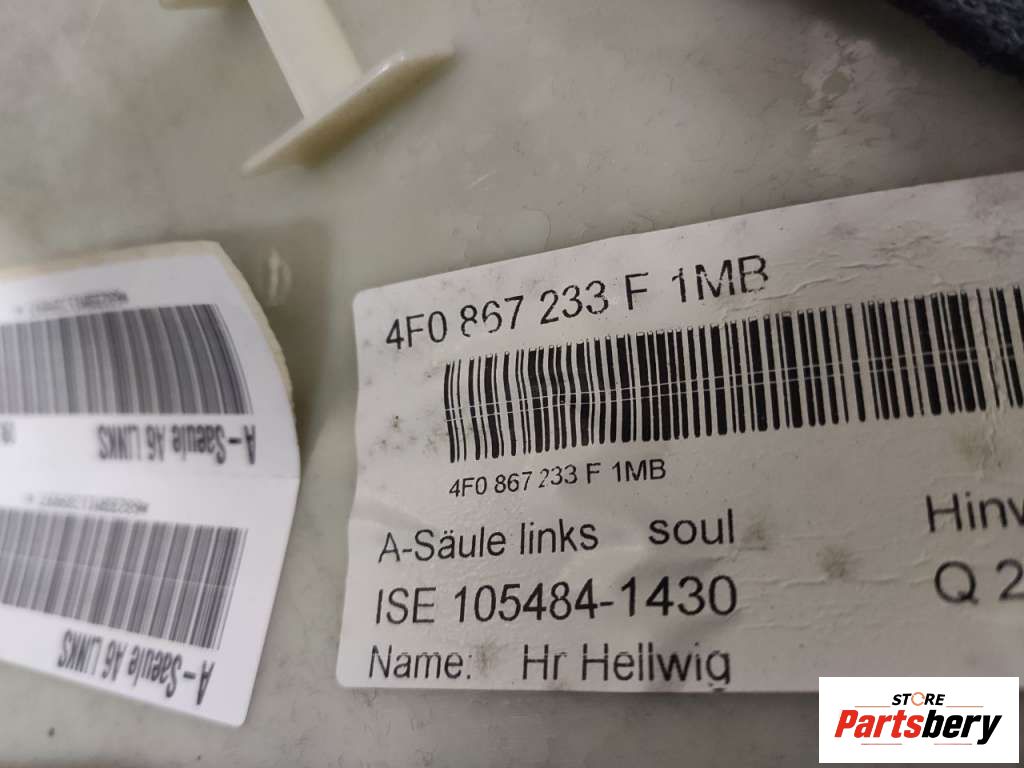 4F0 867 233 F 1MB
4F0 867 233 F 1MB
A-Säule links soul
ISE 105484-1430
Name: Hr Hellwig
Q 2
A-Saeule A6 LINKS
A-Saeule A6 LINKS
STORE
Partsbery